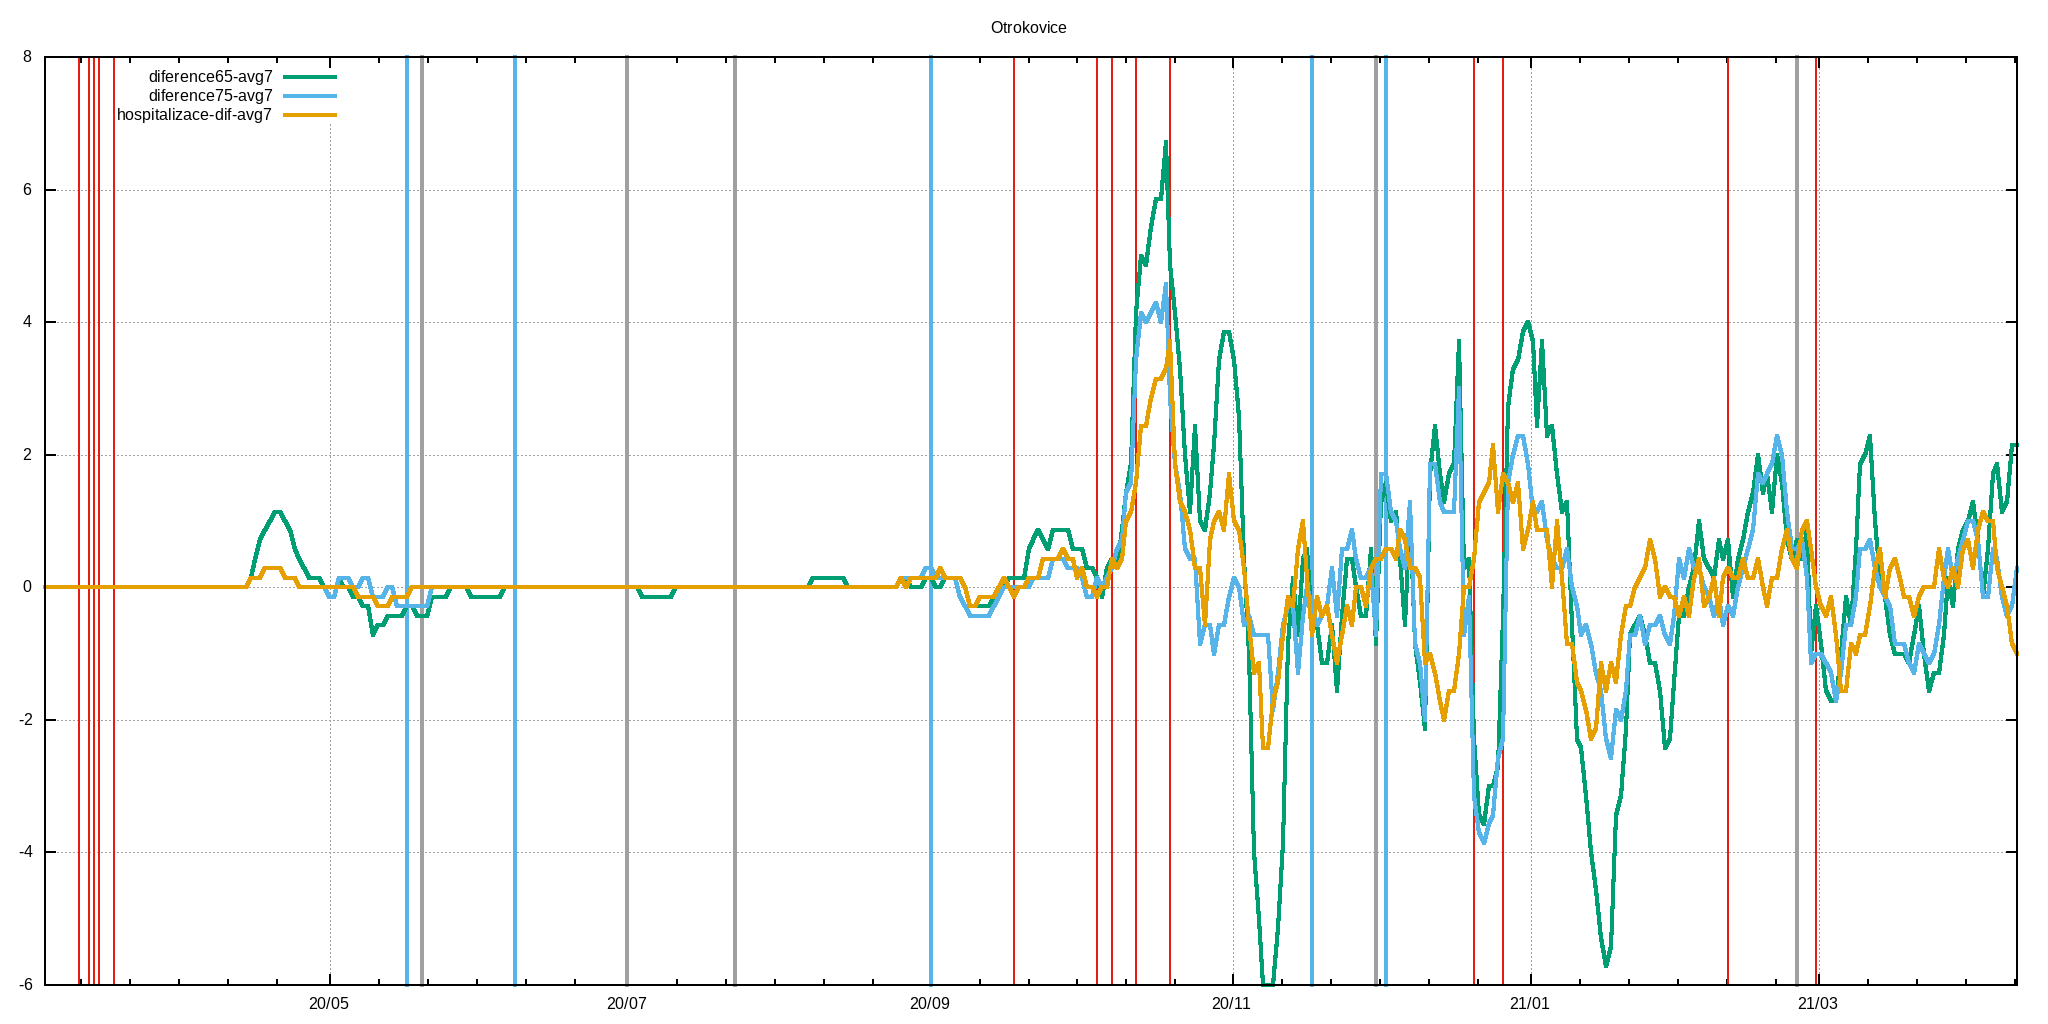 Otrokovice
diference65-avg7
diference75-avg7
hospitalizace-dif-avg7
8
6
4
2
0
-2
-4
-6
20/05 20/07 20/09 20/11 21/01 21/03